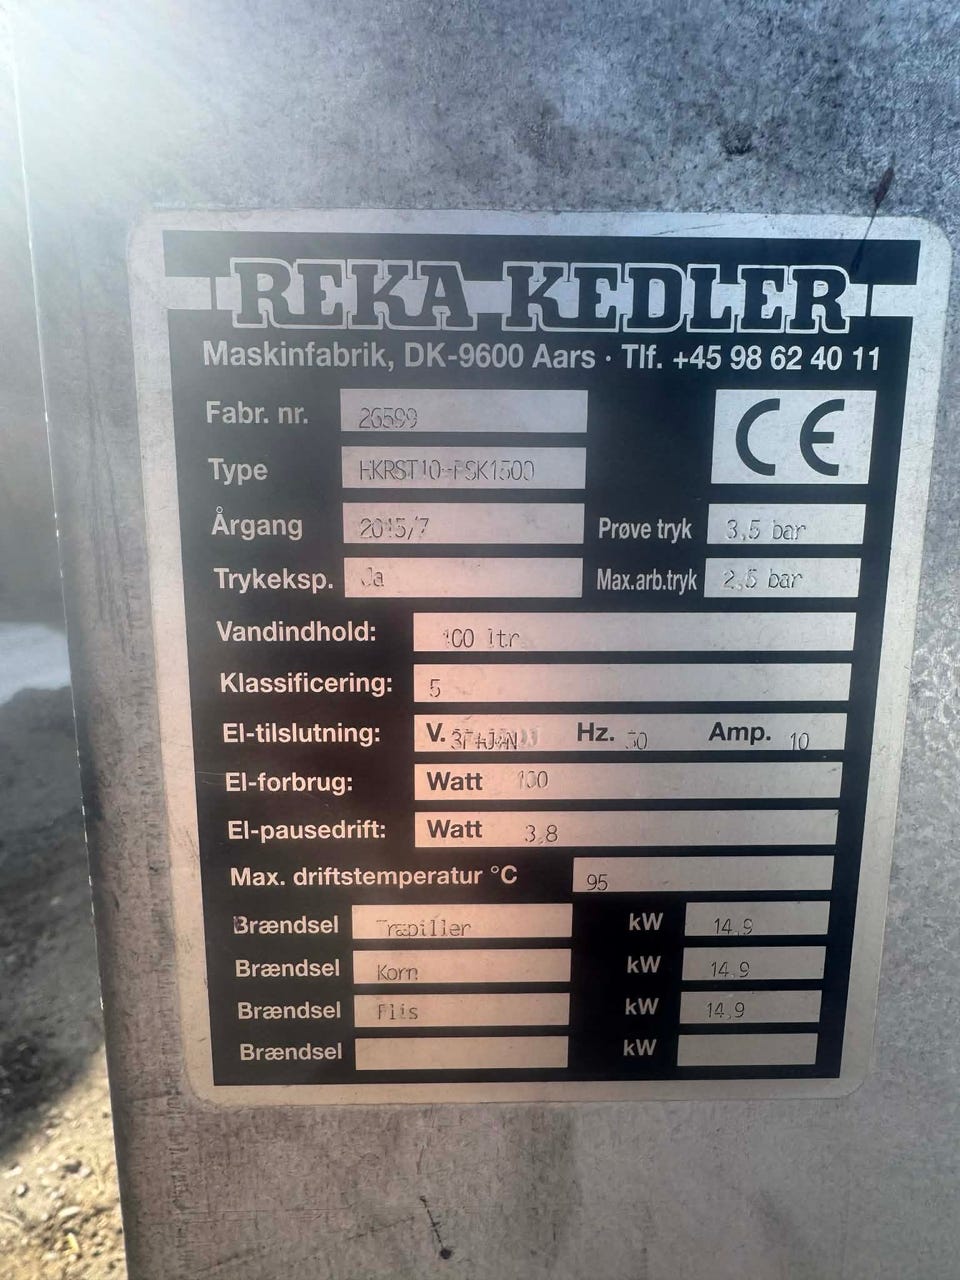 REKA KEDLER
Maskinfabrik, DK-9600 Aars · Tlf. +45 98 62 40 11
Fabr. nr. 26599
CE
Type HKRST10-FSK1500
Årgang 2015/7 Prøve tryk 3,5 bar
Trykeksp. Ja Max.arb.tryk 2,5 bar
Vandindhold: 100 ltr
Klassificering: 5
El-tilslutning: V. Hz. 50 Amp. 10
El-forbrug: Watt 100
El-pausedrift: Watt 3,8
Max. driftstemperatur °C 95
Brændsel Træpiller kW 14,9
Brændsel Korn kW 14,9
Brændsel Flis kW 14,9
Brændsel kW